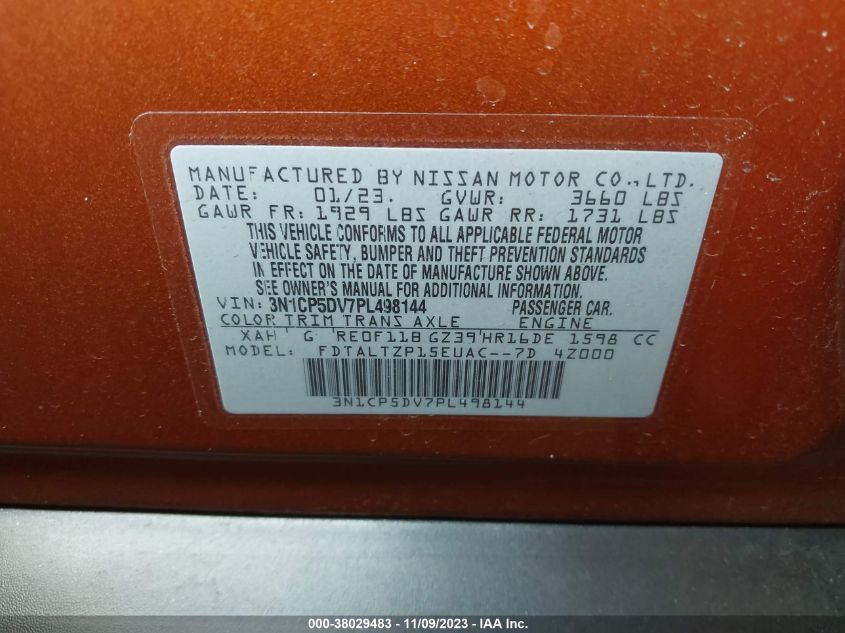 MANUFACTURED BY NISSAN MOTOR CO., LTD.
DATE: 01/23. GVWR: 3660 LBS
GAWR FR: 1929 LBS GAWR RR: 1731 LBS
THIS VEHICLE CONFORMS TO ALL APPLICABLE FEDERAL MOTOR
VEHICLE SAFETY, BUMPER AND THEFT PREVENTION STANDARDS
IN EFFECT ON THE DATE OF MANUFACTURE SHOWN ABOVE.
SEE OWNER'S MANUAL FOR ADDITIONAL INFORMATION.
VIN: 3N1CP5DV7PL498144 PASSENGER CAR.
COLOR TRIM TRANS AXLE ENGINE
XAH G RE0F11B GZ39 HR16DE 1598 CC
MODEL: FDTALTZP15EUAC--7D 4Z000
3N1CP5DV7PL498144
000-38029483 - 11/09/2023 - IAA Inc.